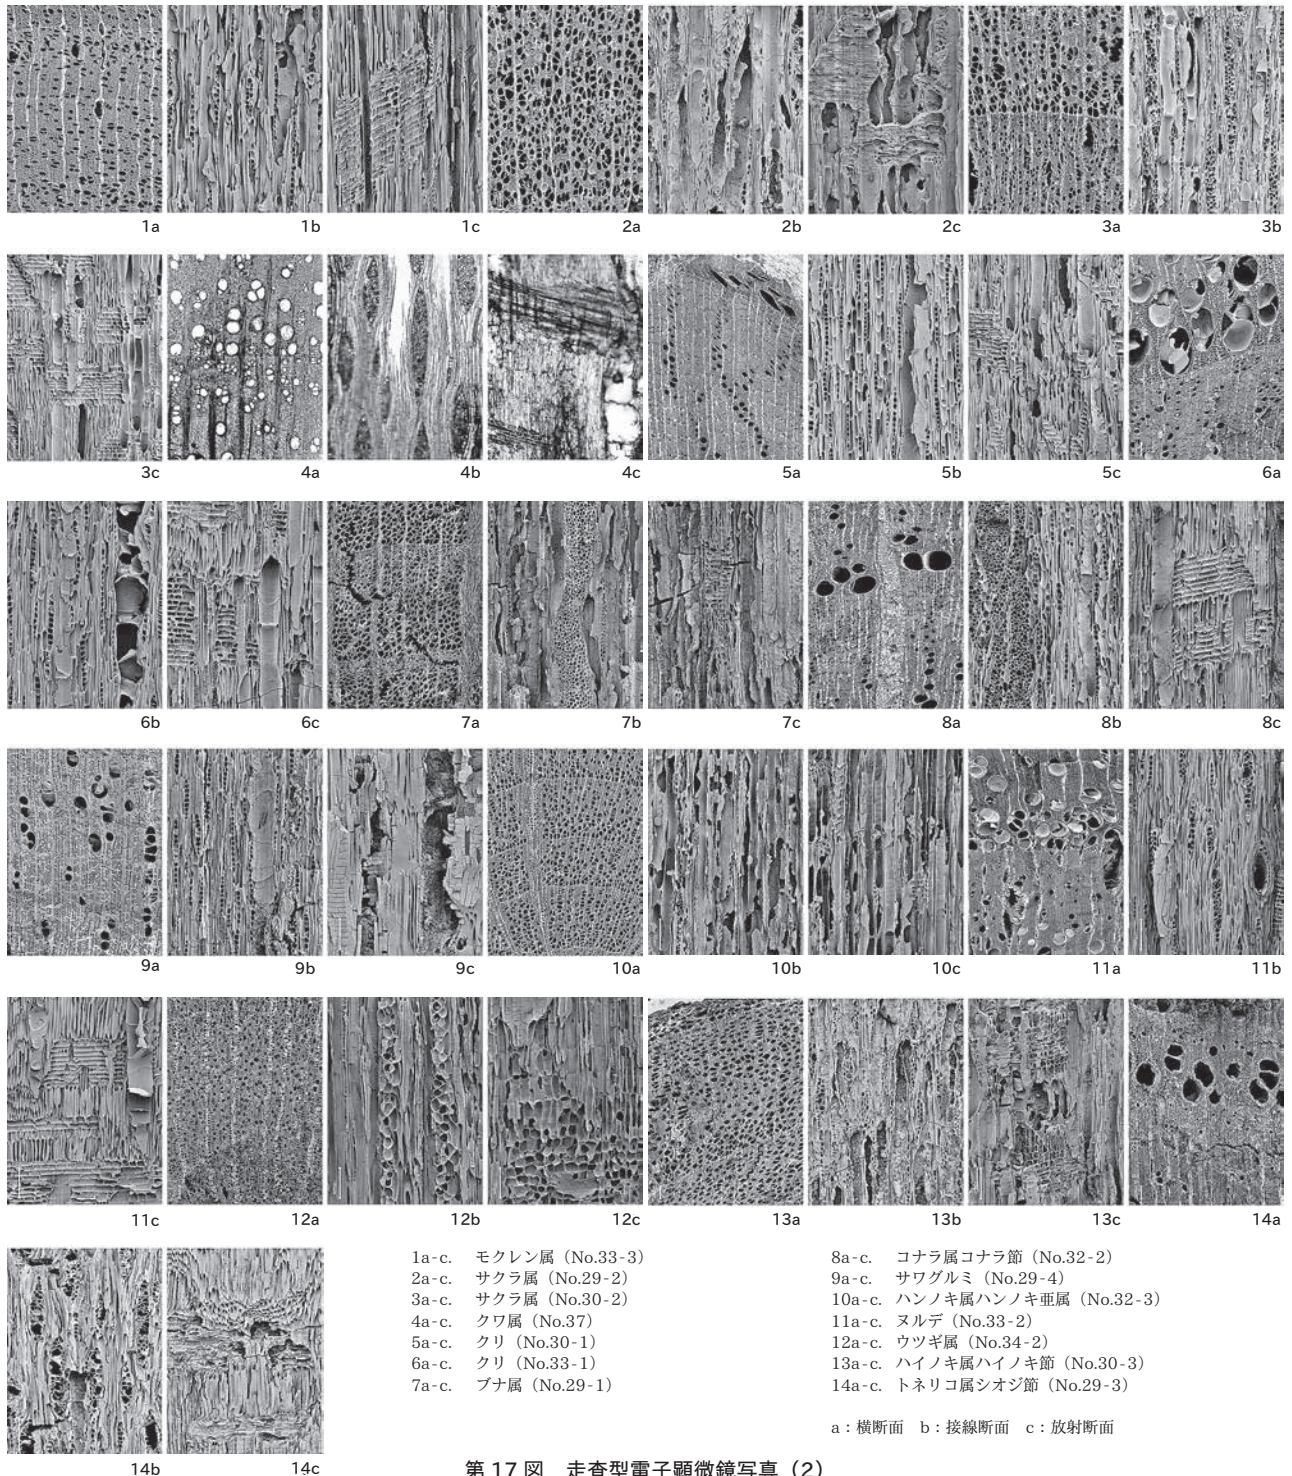 1a 1b 1c 2a 2b 2c 3a 3b
3c 4a 4b 4c 5a 5b 5c 6a
6b 6c 7a 7b 7c 8a 8b 8c
9a 9b 9c 10a 10b 10c 11a 11b
11c 12a 12b 12c 13a 13b 13c 14a
14b 14c
1a-c. モクレン属(No.33-3)
2a-c. サクラ属(No.29-2)
3a-c. サクラ属(No.30-2)
4a-c. クワ属(No.37)
5a-c. クリ(No.30-1)
6a-c. クリ(No.33-1)
7a-c. ブナ属(No.29-1)
8a-c. コナラ属コナラ節(No.32-2)
9a-c. サワグルミ(No.29-4)
10a-c. ハンノキ属ハンノキ亜属(No.32-3)
11a-c. ヌルデ(No.33-2)
12a-c. ウツギ属(No.34-2)
13a-c. ハイノキ属ハイノキ節(No.30-3)
14a-c. トネリコ属シオジ節(No.29-3)
a:横断面 b:接線断面 c:放射断面
第 17 図 走査型電子顕微鏡写真(2)